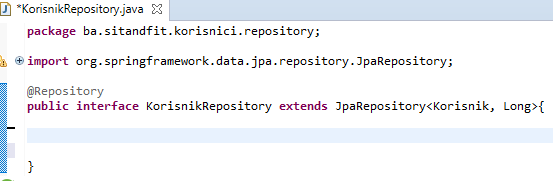 *KorisnikRepository.java
package ba.sitandfit.korisnici.repository;
import org.springframework.data.jpa.repository.JpaRepository;
@Repository
public interface KorisnikRepository extends JpaRepository<Korisnik, Long>{
}